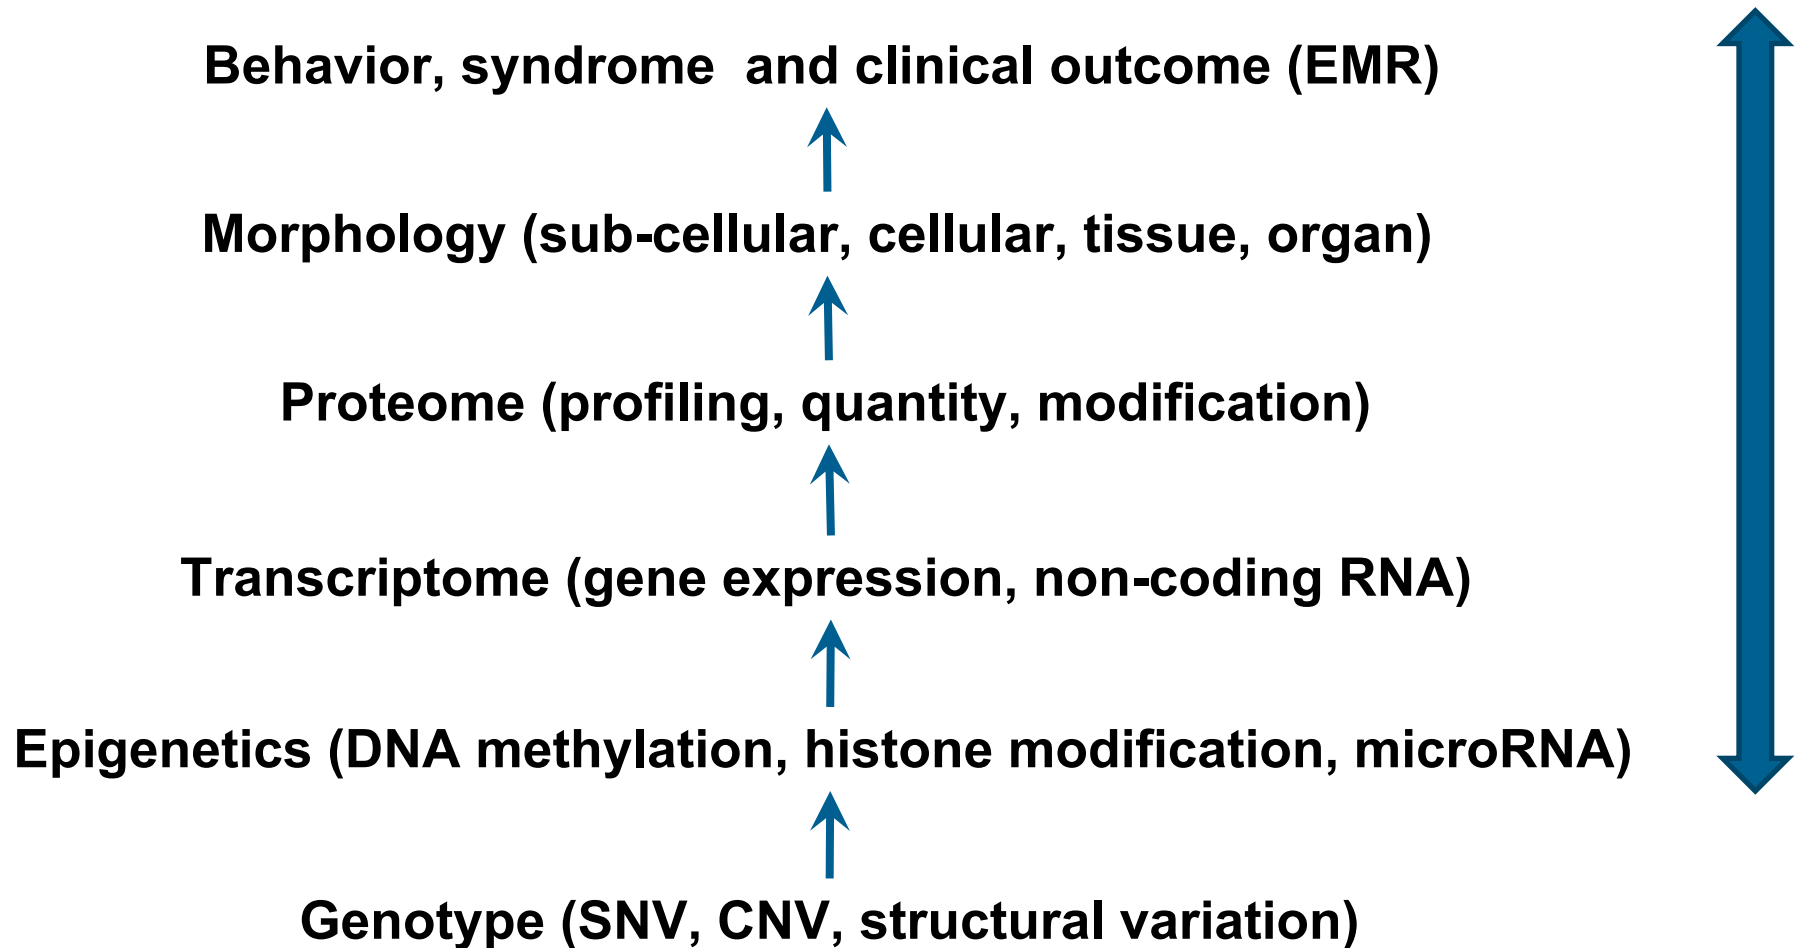 Behavior, syndrome  and clinical outcome (EMR)
Morphology (sub-cellular, cellular, tissue, organ)
Proteome (profiling, quantity, modification)
Transcriptome (gene expression, non-coding RNA)
Epigenetics (DNA methylation, histone modification, microRNA)
Genotype (SNV, CNV, structural variation)